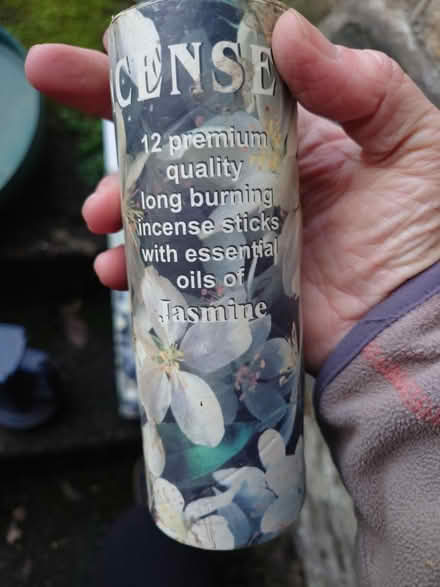 CENSE
12 premium
quality
long burning
incense sticks
with essential
oils of
Jasmine